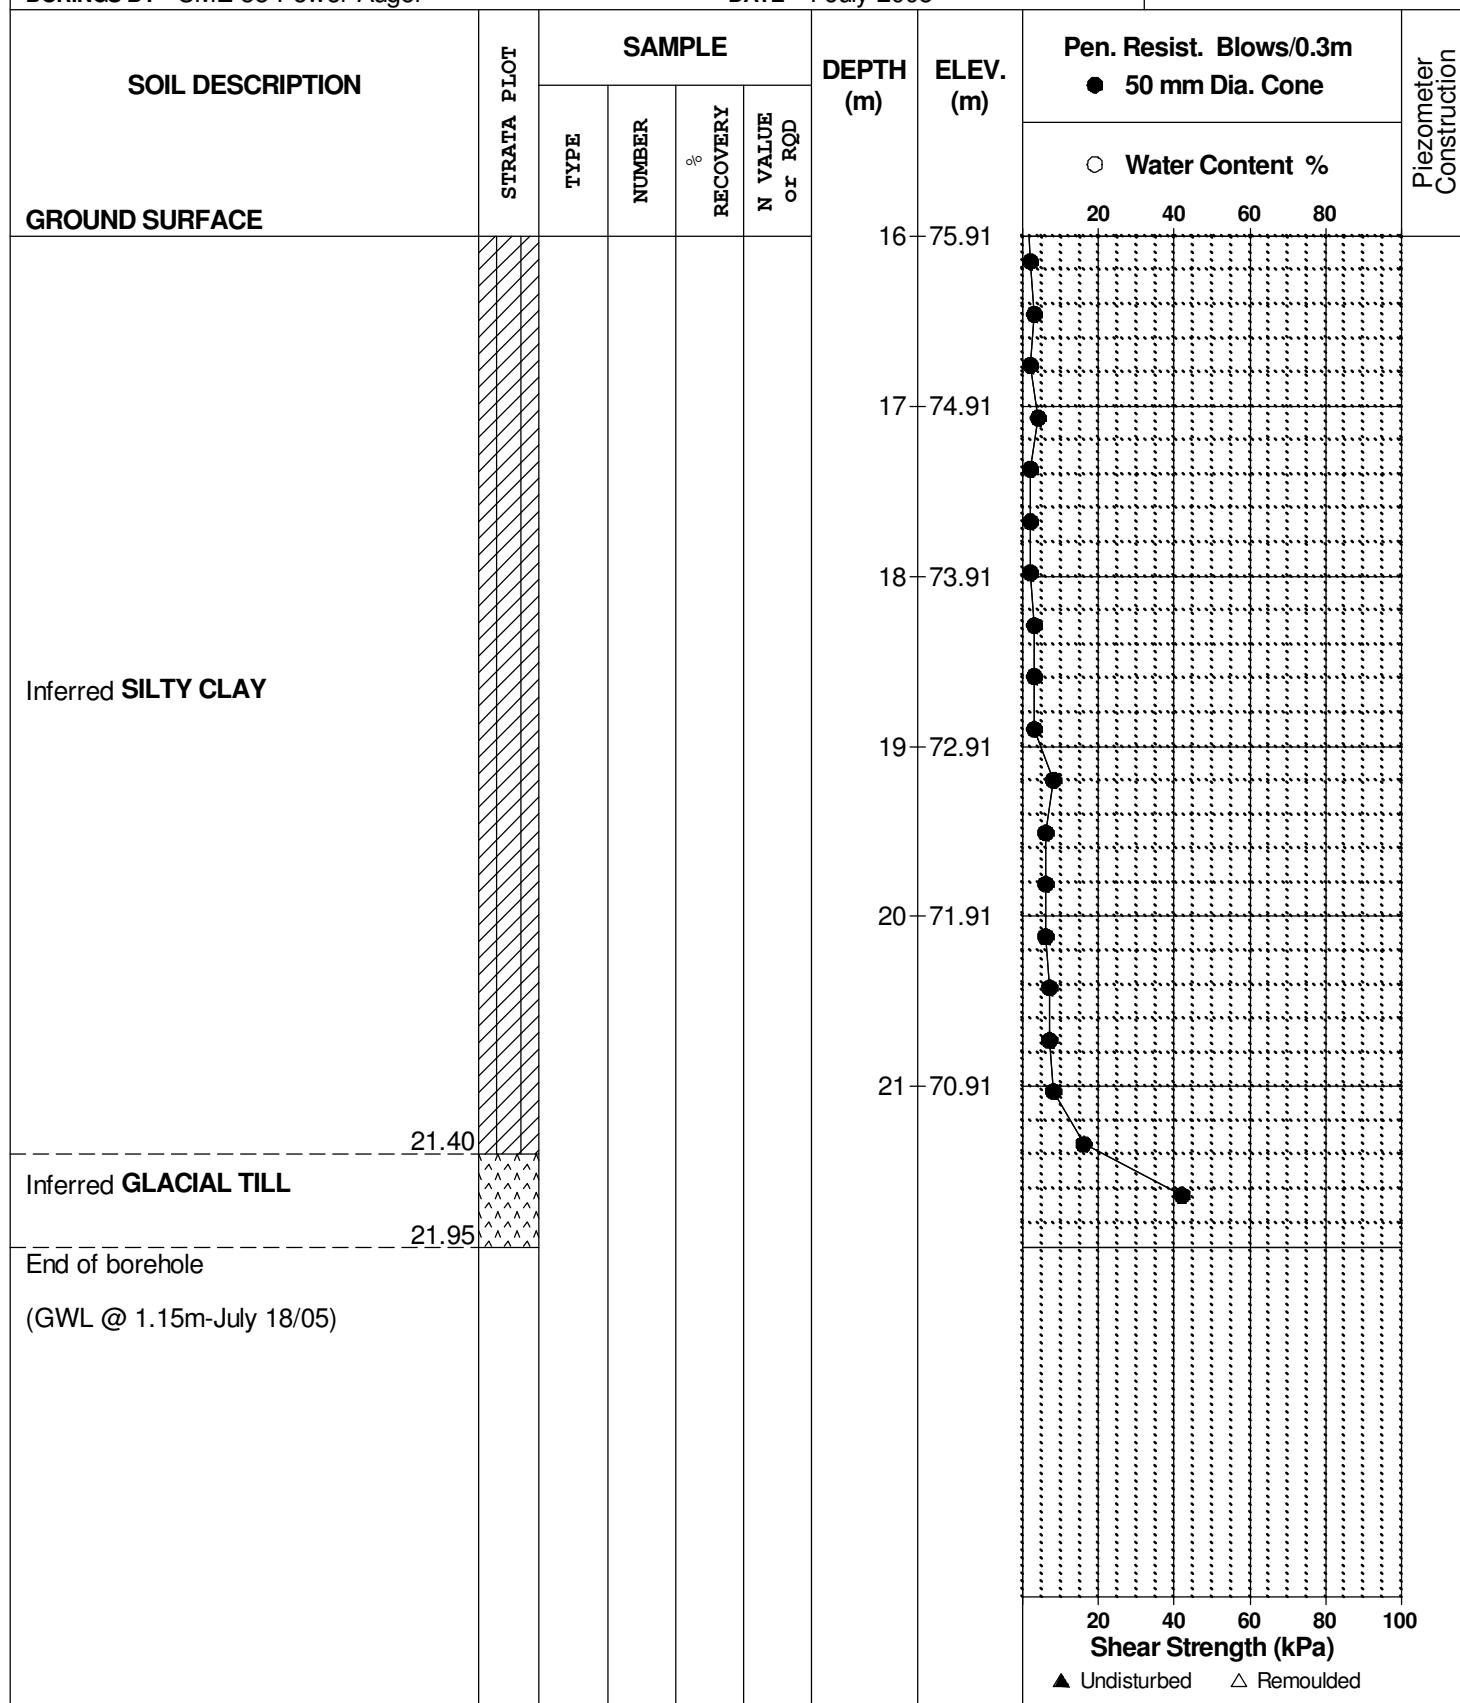 SOIL DESCRIPTION
GROUND SURFACE
STRATA PLOT
SAMPLE
TYPE
NUMBER
%
RECOVERY
N VALUE
or RQD
DEPTH
(m)
ELEV.
(m)
Pen. Resist. Blows/0.3m
● 50 mm Dia. Cone
○ Water Content %
20 40 60 80
Piezometer
Construction
16 75.91
17 74.91
18 73.91
Inferred SILTY CLAY
19 72.91
20 71.91
21 70.91
21.40
Inferred GLACIAL TILL
21.95
End of borehole
(GWL @ 1.15m-July 18/05)
20 40 60 80 100
Shear Strength (kPa)
▲ Undisturbed △ Remoulded